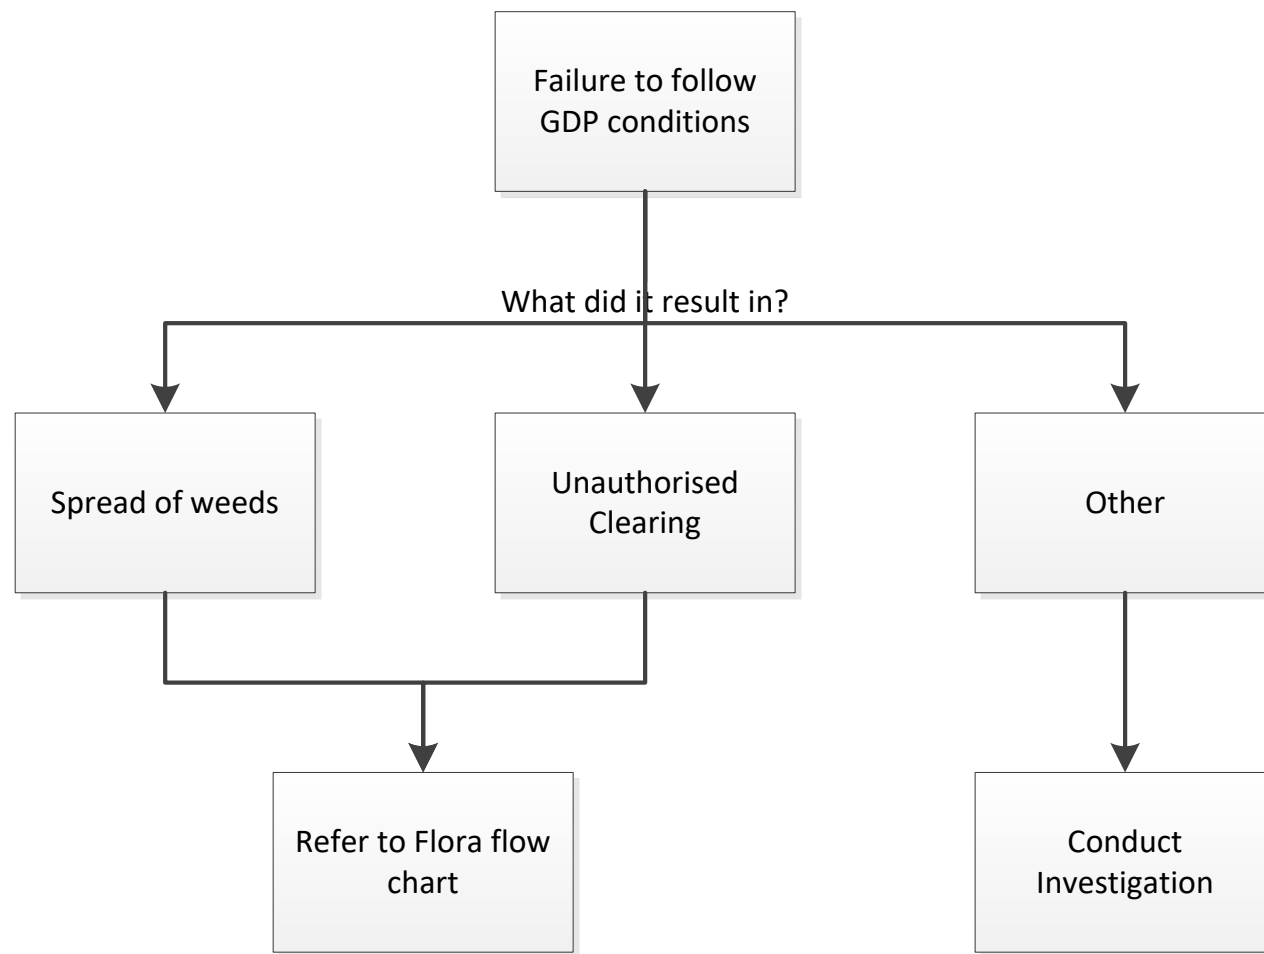 Failure to follow
GDP conditions
What did it result in?
Spread of weeds
Unauthorised
Clearing
Other
Refer to Flora flow
chart
Conduct
Investigation